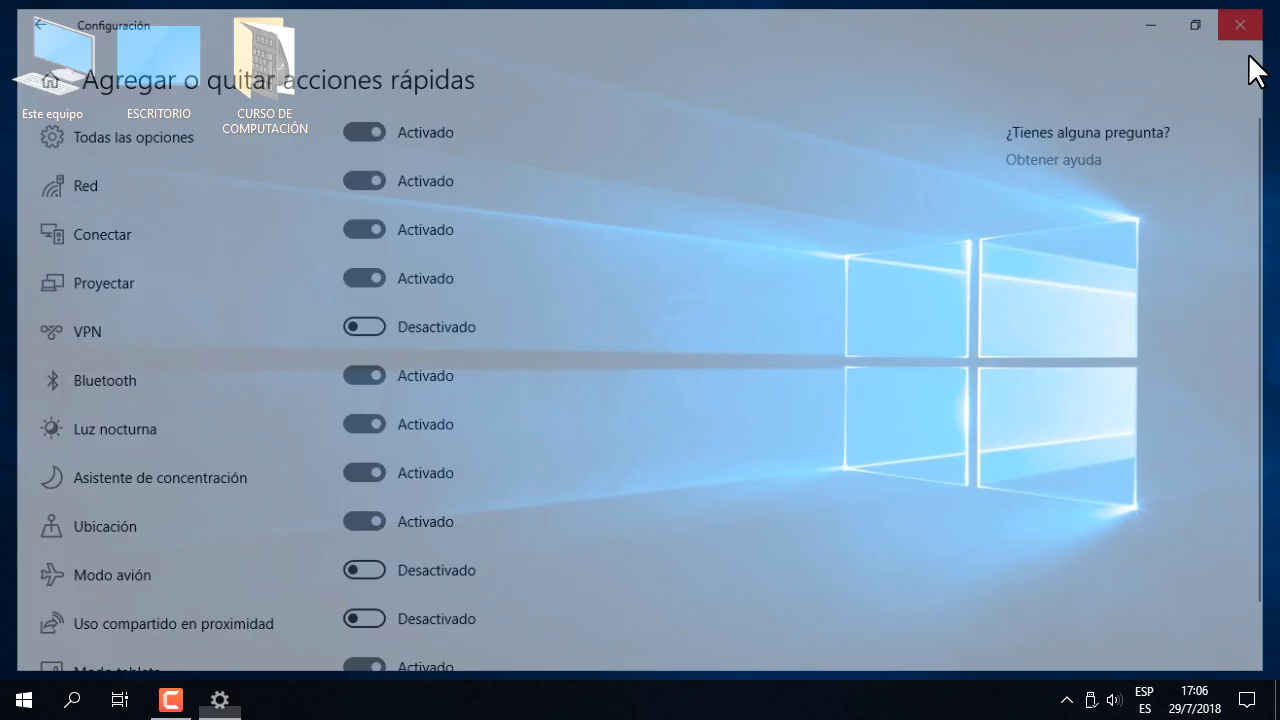 Configuración
Agregar o quitar acciones rápidas
Este equipo
ESCRITORIO
CURSO DE
COMPUTACIÓN
Todas las opciones Activado
¿Tienes alguna pregunta?
Obtener ayuda
Red Activado
Conectar Activado
Proyectar Activado
VPN Desactivado
Bluetooth Activado
Luz nocturna Activado
Asistente de concentración Activado
Ubicación Activado
Modo avión Desactivado
Uso compartido en proximidad Desactivado
Modo tableta Activado
ESP
ES
17:06
29/7/2018